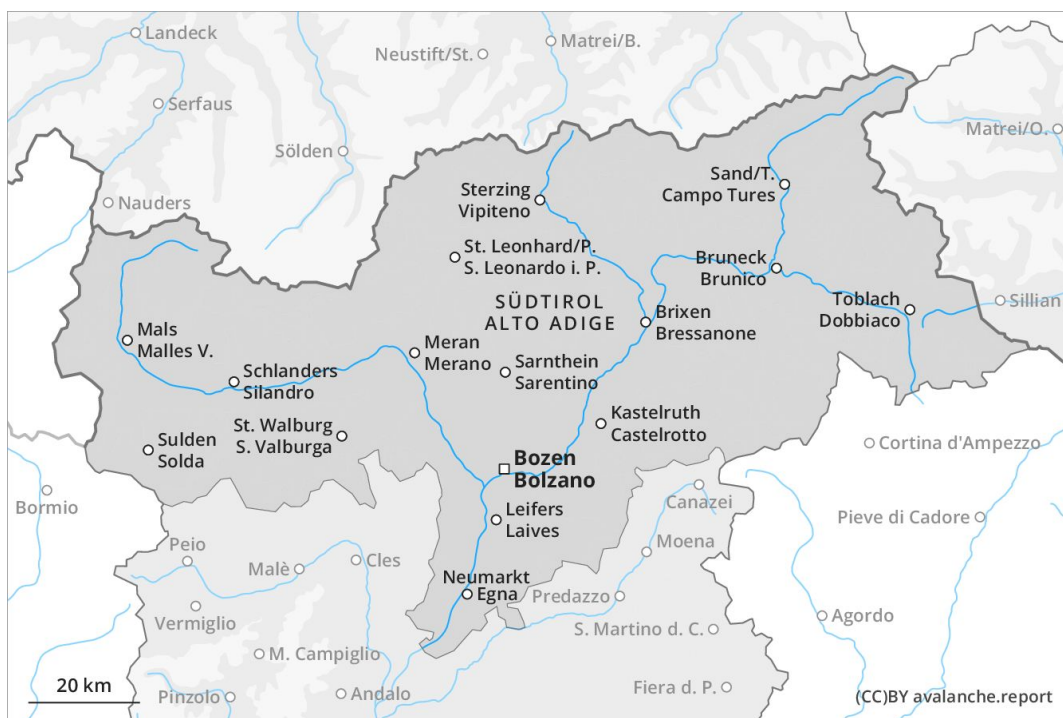 Landeck
Neustift/St.
Matrei/B.
Serfaus
Matrei/O.
Sölden
Sand/T.
Campo Tures
Nauders
Sterzing
Vipiteno
St. Leonhard/P.
S. Leonardo i. P.
Bruneck
Brunico
SÜDTIROL
ALTO ADIGE
Toblach
Dobbiaco
Sillian
Brixen
Bressanone
Mals
Malles V.
Meran
Merano
Sarnthein
Sarentino
Schlanders
Silandro
Kastelruth
Castelrotto
St. Walburg
S. Valburga
Sulden
Solda
Cortina d'Ampezzo
Bozen
Bolzano
Bormio
Canazei
Leifers
Laives
Pieve di Cadore
Peio
Moena
Cles
Malè
Neumarkt
Egna
Predazzo
Vermiglio
Agordo
S. Martino d. C.
M. Campiglio
20 km
Pinzolo
Andalo
Fiera d. P.
(CC)BY avalanche.report